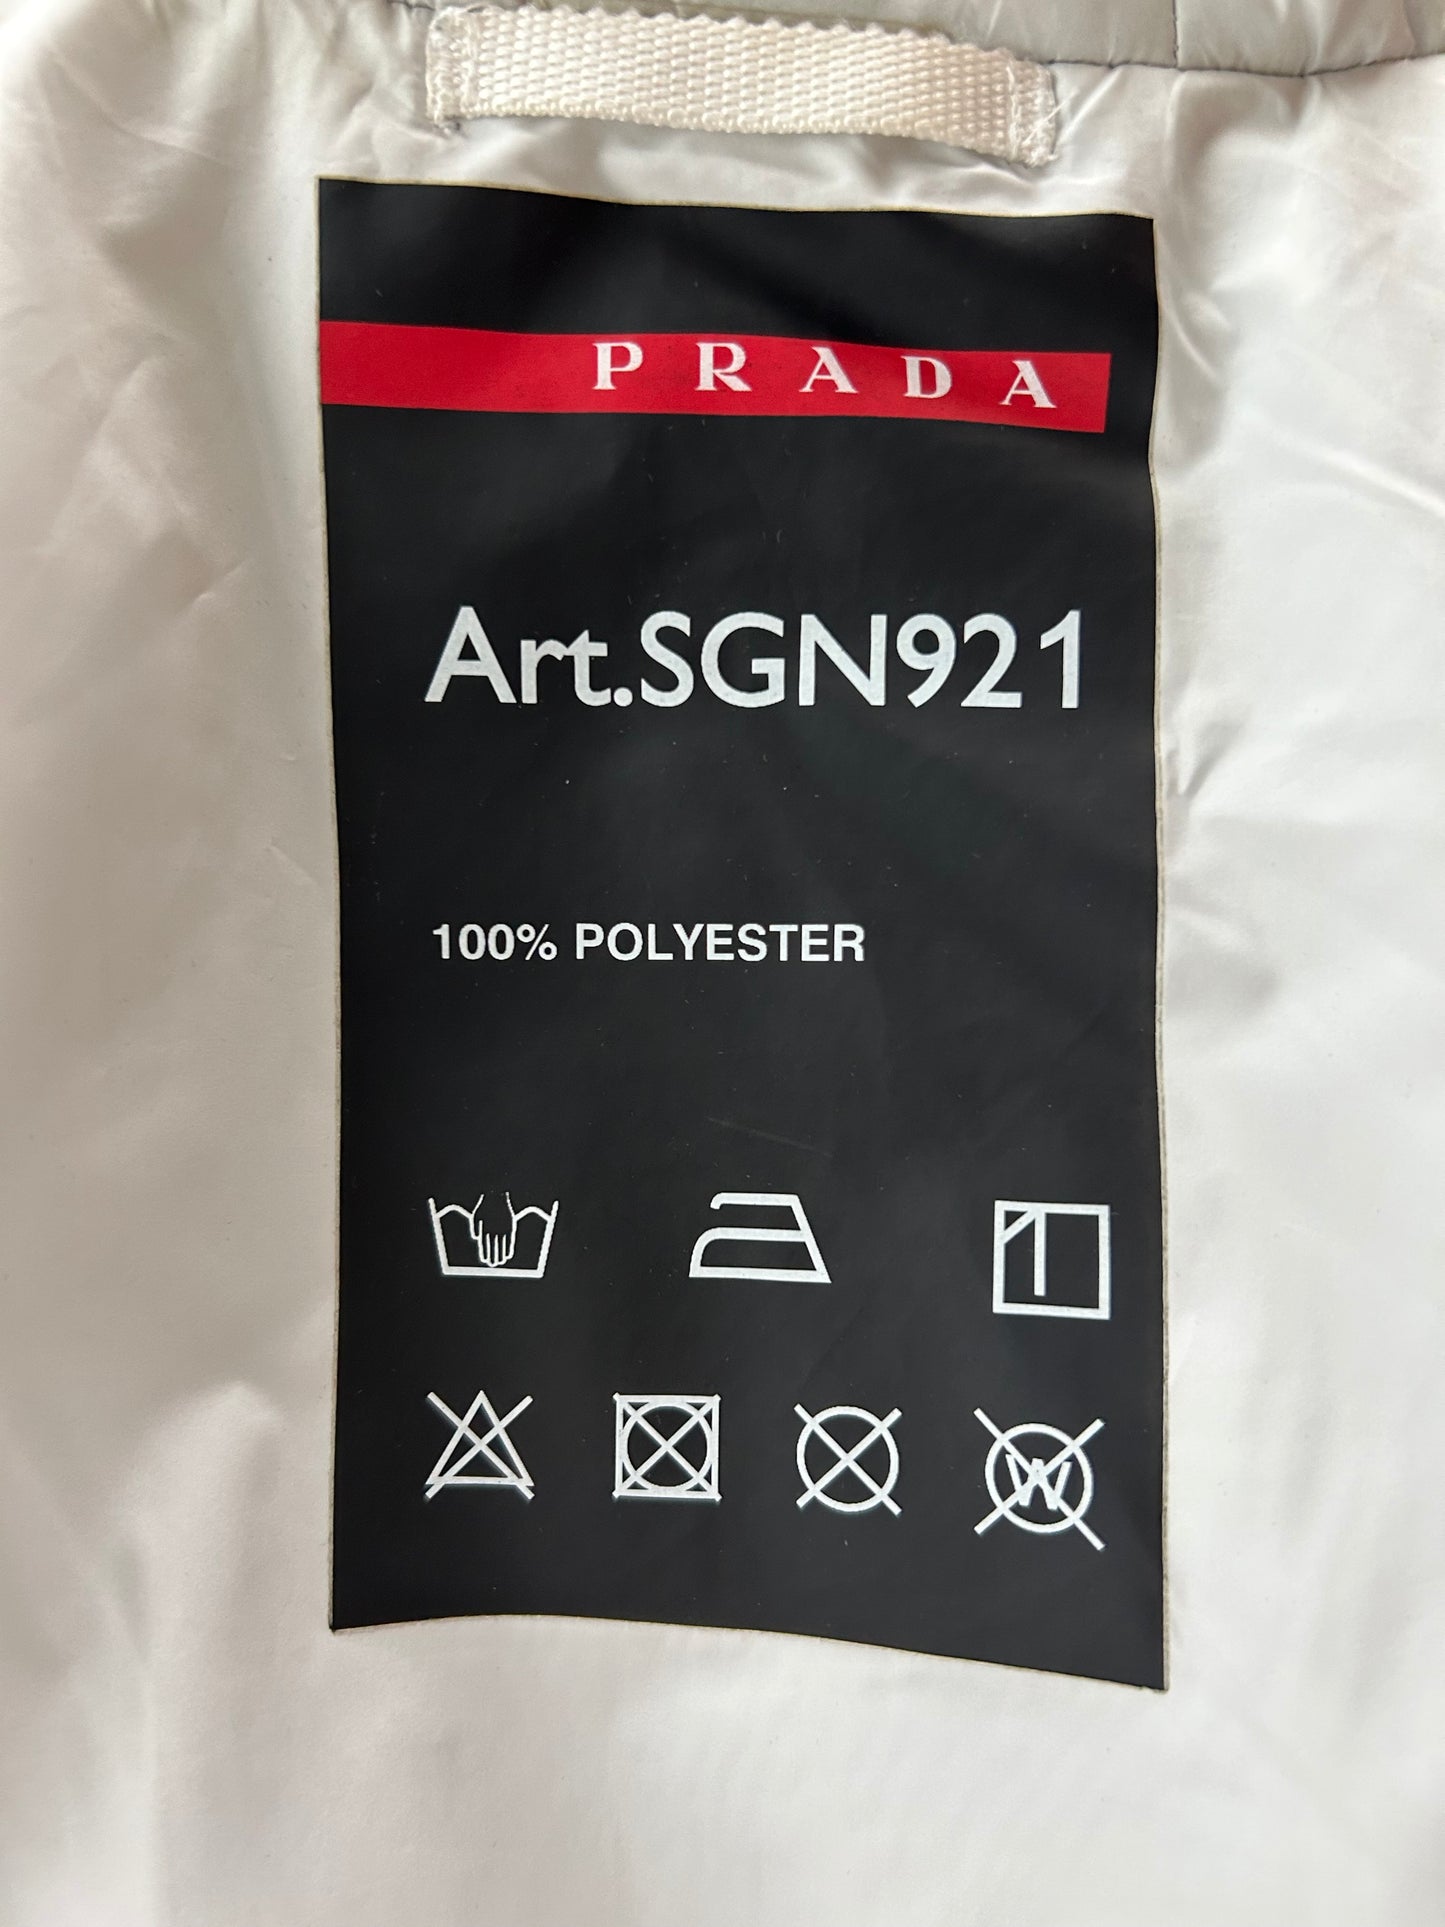 PRADA
Art.SGN921
100% POLYESTER
W